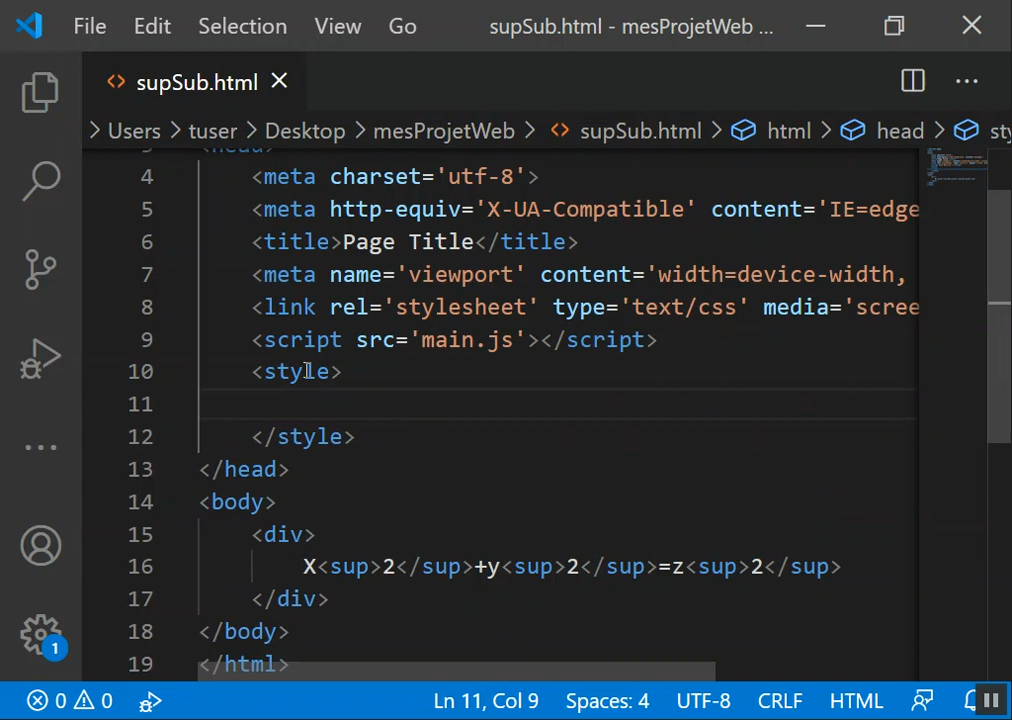 File Edit Selection View Go supSub.html - mesProjetWeb ...
supSub.html
> Users > tuser > Desktop > mesProjetWeb > supSub.html > html > head > sty
4 <meta charset='utf-8'>
5 <meta http-equiv='X-UA-Compatible' content='IE=edge
6 <title>Page Title</title>
7 <meta name='viewport' content='width=device-width,
8 <link rel='stylesheet' type='text/css' media='scree
9 <script src='main.js'></script>
10 <style>
11
12 </style>
13 </head>
14 <body>
15 <div>
16 X<sup>2</sup>+y<sup>2</sup>=z<sup>2</sup>
17 </div>
18 </body>
19 </html>
1
0 0 Ln 11, Col 9 Spaces: 4 UTF-8 CRLF HTML